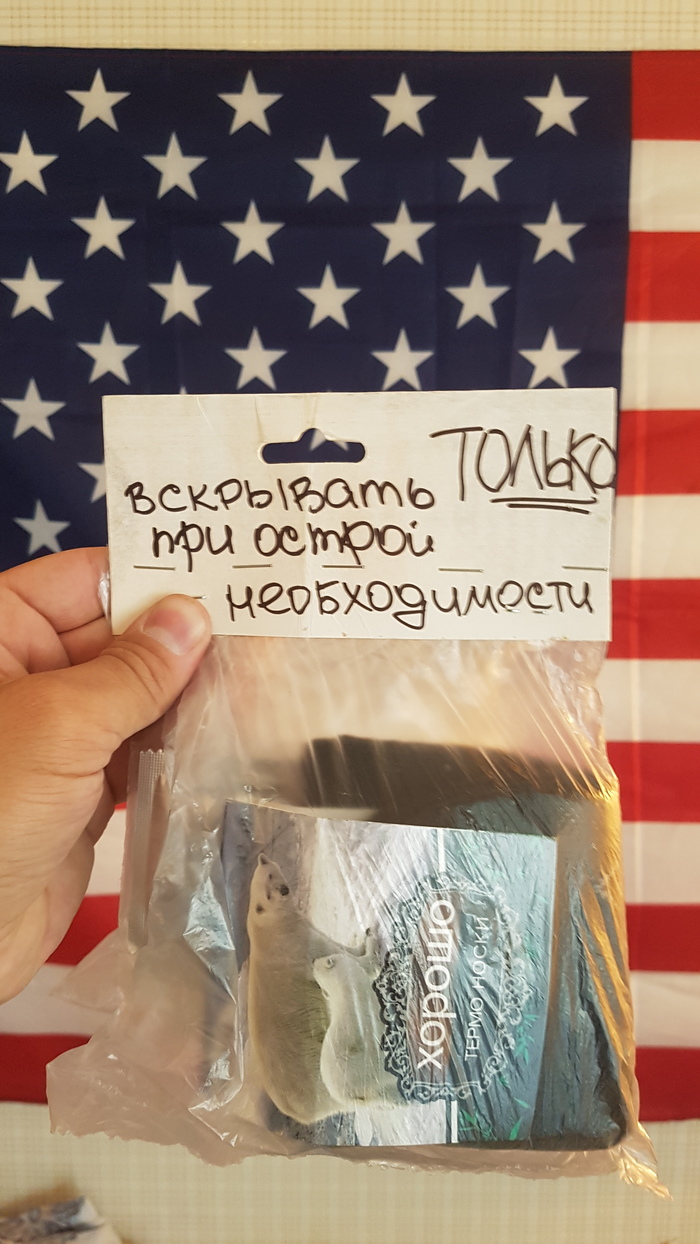 вскрывать ТОЛЬКО
при острой
необходимости
хорошо
ТЕРМО НОСКИ